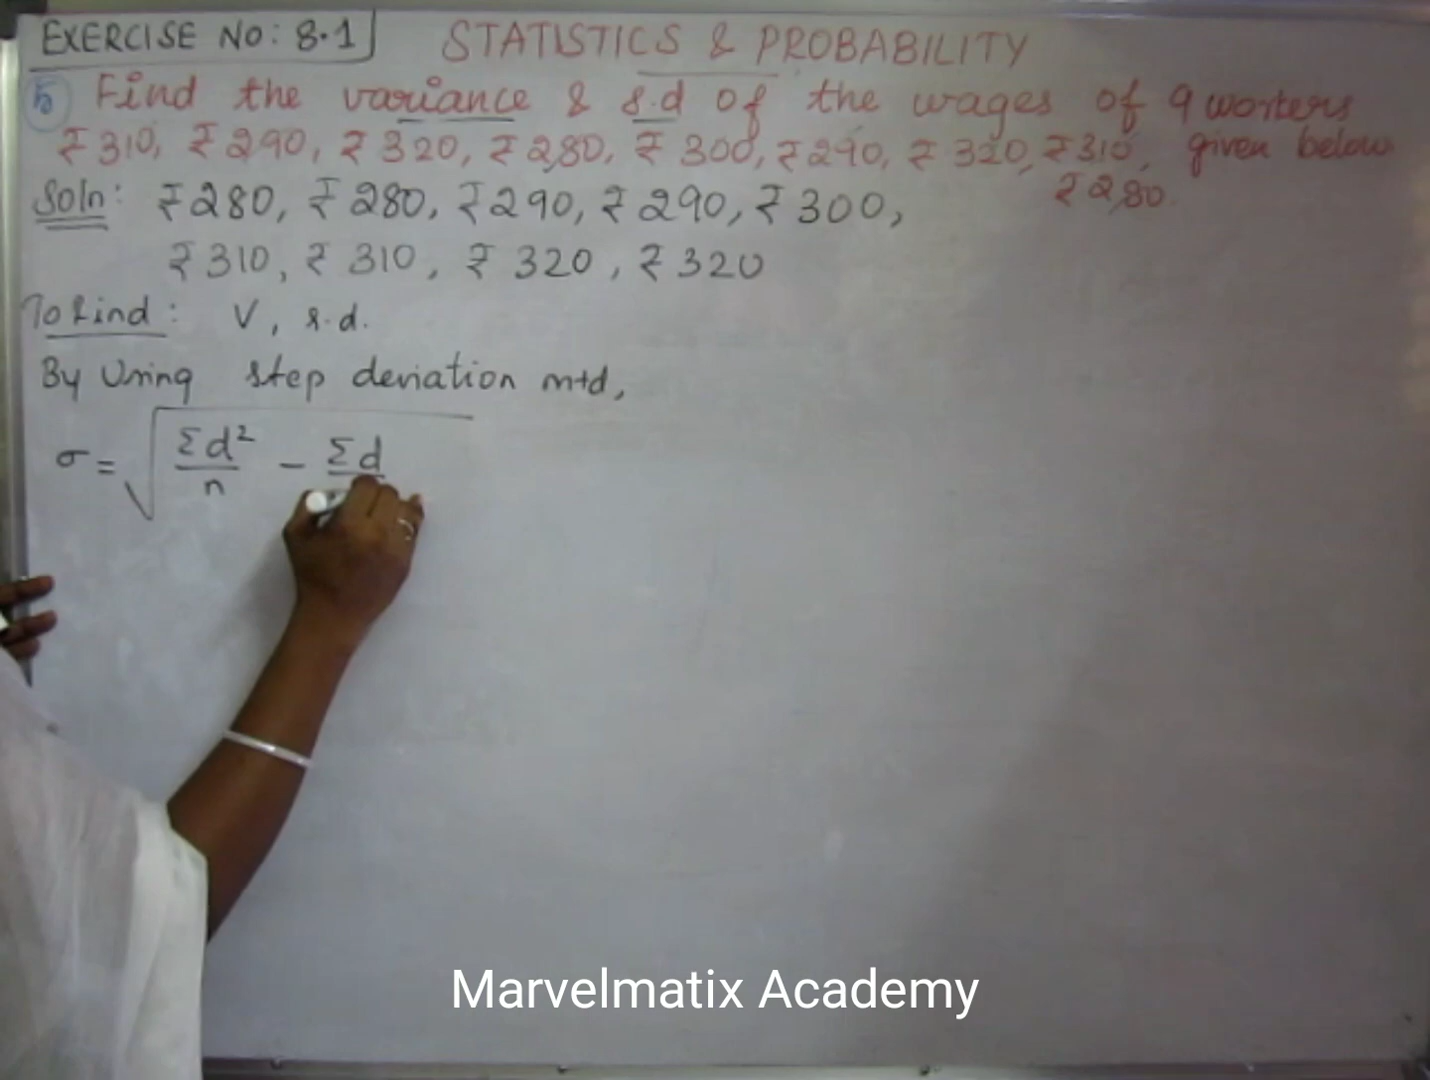 EXERCISE NO: 8.1
STATISTICS & PROBABILITY
5 Find the variance & s.d of the wages of 9 workers
₹310, ₹290, ₹320, ₹280, ₹300, ₹290, ₹320, ₹310, given below
₹280.
Soln: ₹280, ₹280, ₹290, ₹290, ₹300,
₹310, ₹310, ₹320, ₹320
To find: V, s.d.
By Using step deviation mtd,
σ = √ Σd²/n - Σd
Marvelmatix Academy